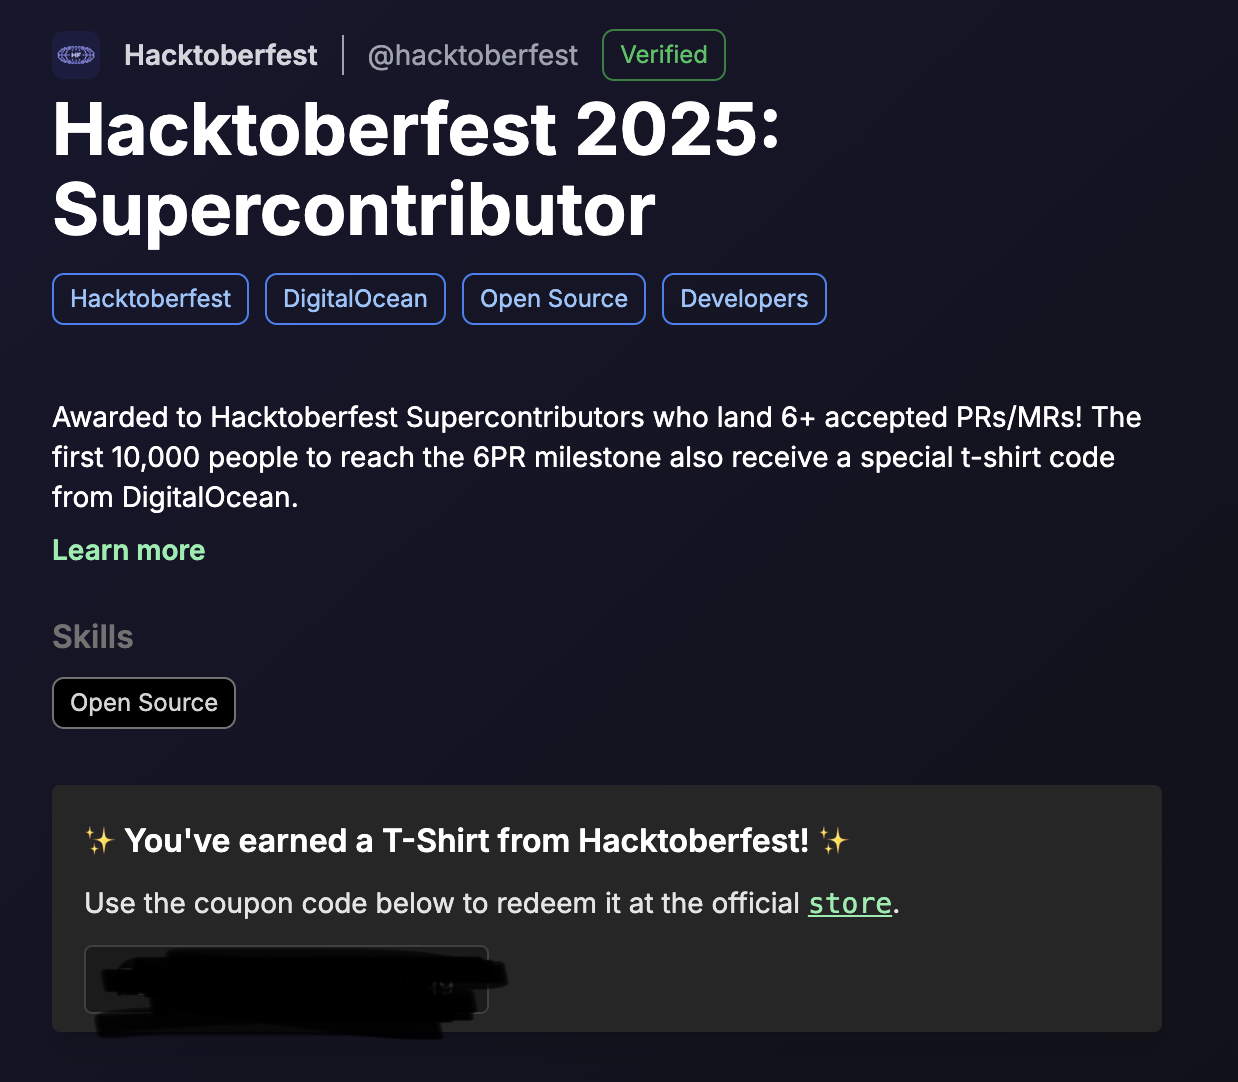 HF
Hacktoberfest | @hacktoberfest Verified
Hacktoberfest 2025:
Supercontributor
Hacktoberfest DigitalOcean Open Source Developers
Awarded to Hacktoberfest Supercontributors who land 6+ accepted PRs/MRs! The
first 10,000 people to reach the 6PR milestone also receive a special t-shirt code
from DigitalOcean.
Learn more
Skills
Open Source
✨ You've earned a T-Shirt from Hacktoberfest! ✨
Use the coupon code below to redeem it at the official store.